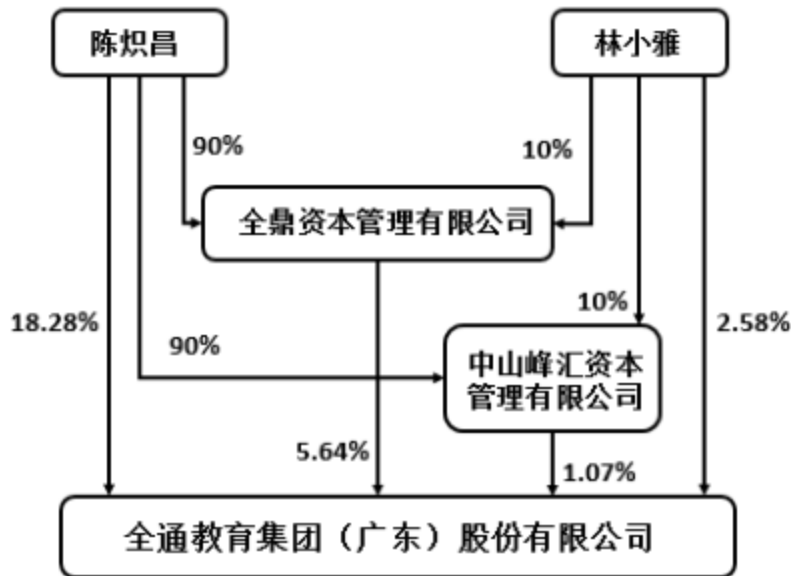 陈炽昌
林小雅
90%
10%
全鼎资本管理有限公司
10%
18.28%
2.58%
90%
中山峰汇资本
管理有限公司
5.64%
1.07%
全通教育集团（广东）股份有限公司